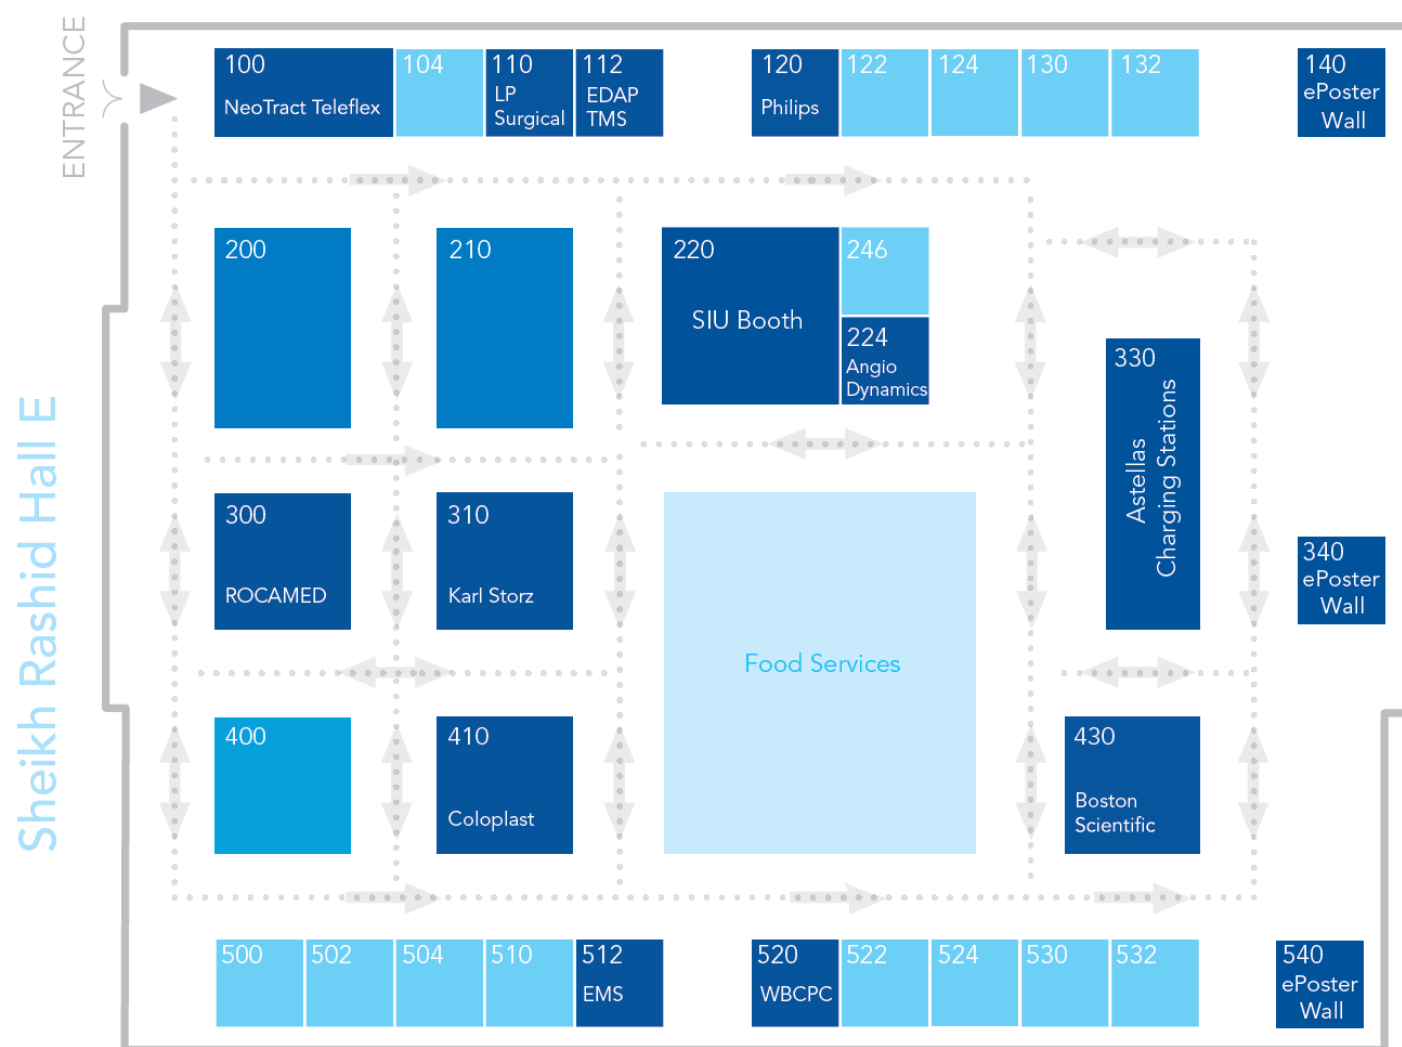 ENTRANCE
Sheikh Rashid Hall E
100
NeoTract Teleflex
104
110
LP
Surgical
112
EDAP
TMS
120
Philips
122
124
130
132
140
ePoster
Wall
200
210
220
SIU Booth
246
224
Angio
Dynamics
330
Astellas
Charging Stations
300
ROCAMED
310
Karl Storz
340
ePoster
Wall
Food Services
400
410
Coloplast
430
Boston
Scientific
500
502
504
510
512
EMS
520
WBCPC
522
524
530
532
540
ePoster
Wall